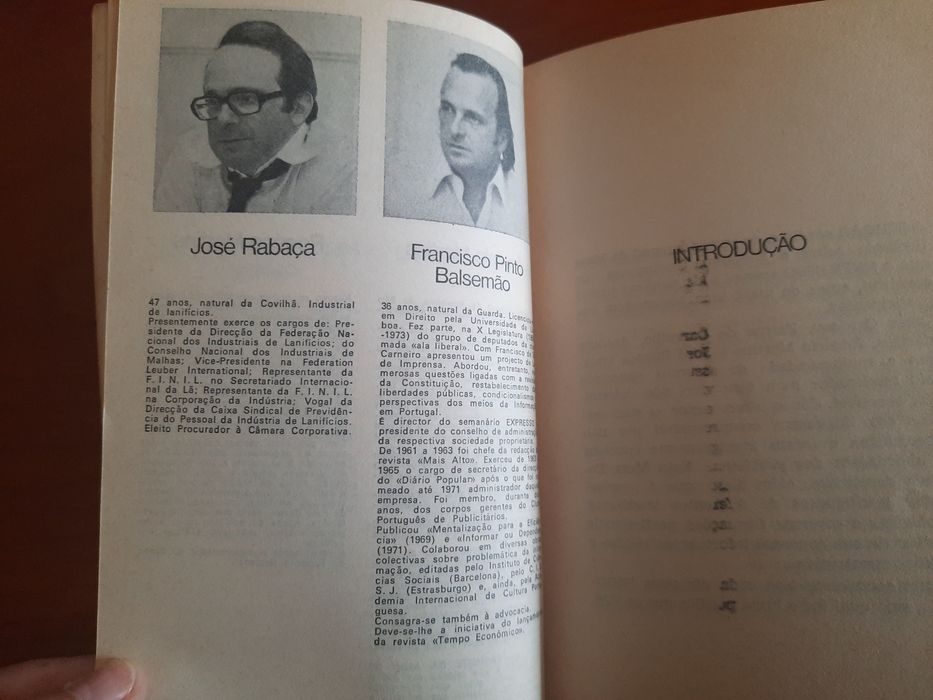 José Rabaça
47 anos, natural da Covilhã. Industrial
de lanifícios.
Presentemente exerce os cargos de: Pre-
sidente da Direcção da Federação Na-
cional dos Industriais de Lanifícios; do
Conselho Nacional dos Industriais de
Malhas; Vice-Presidente na Federation
Leuber International; Representante da
F. I. N. I. L. no Secretariado Internacio-
nal da Lã; Representante da F. I. N. I. L.
na Corporação da Indústria; Vogal da
Direcção da Caixa Sindical de Previdên-
cia do Pessoal da Indústria de Lanifícios.
Eleito Procurador à Câmara Corporativa.
Francisco Pinto
Balsemão
36 anos, natural da Guarda.
em Direito pela Universidade de
boa. Fez parte, na X Legislatura
-1973) do grupo de deputados da
mada «ala liberal». Com Francisco
Carneiro apresentou um projecto de
de Imprensa. Abordou, entretanto,
merosas questões ligadas com a
da Constituição, restabelecimento
liberdades públicas, condicionalismos
perspectivas dos meios da
em Portugal.
É director do semanário EXPRESSO
presidente do conselho de
da respectiva sociedade proprietária.
De 1961 a 1963 foi chefe da redacção
revista «Mais Alto». Exerceu de
1965 o cargo de secretário da
do «Diário Popular» após o que foi
meado até 1971 administrador
empresa. Foi membro, durante
anos, dos corpos gerentes do
Português de Publicitários.
Publicou «Mentalização para a
cia» (1969) e «Informar ou
(1971). Colaborou em diversas
colectivas sobre problemática da
mação, editadas pelo Instituto de
cias Sociais (Barcelona), pelo
S. J. (Estrasburgo) e, ainda, pela
demia Internacional de Cultura
guesa.
Consagra-se também à advocacia.
Deve-se-lhe a iniciativa do
da revista «Tempo Económico».
INTRODUÇÃO